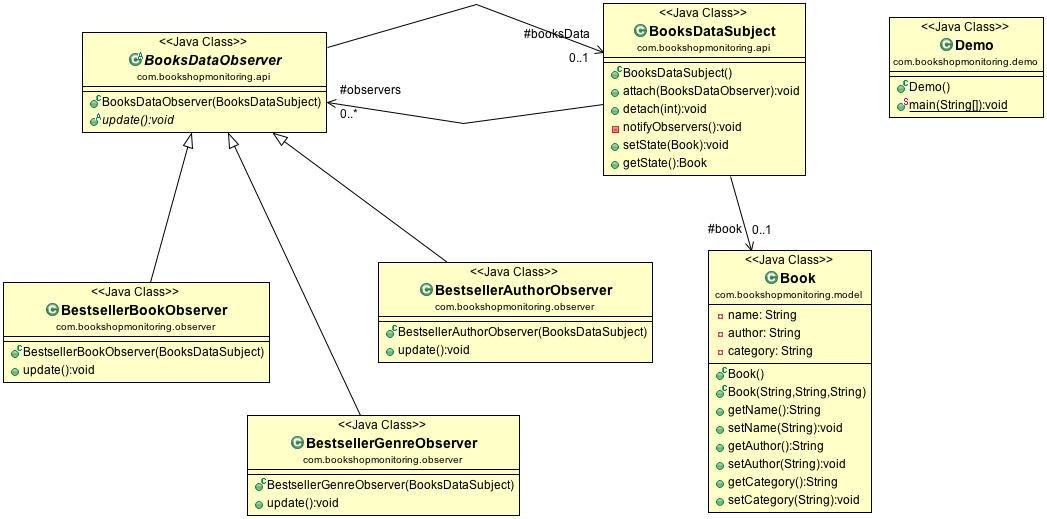 <<Java Class>>
BooksDataObserver
com.bookshopmonitoring.api
BooksDataObserver(BooksDataSubject)
update():void
#booksData
0..1
#observers
0..*
<<Java Class>>
BooksDataSubject
com.bookshopmonitoring.api
BooksDataSubject()
attach(BooksDataObserver):void
detach(int):void
notifyObservers():void
setState(Book):void
getState():Book
<<Java Class>>
Demo
com.bookshopmonitoring.demo
Demo()
main(String[]):void
#book
0..1
<<Java Class>>
BestsellerBookObserver
com.bookshopmonitoring.observer
BestsellerBookObserver(BooksDataSubject)
update():void
<<Java Class>>
BestsellerAuthorObserver
com.bookshopmonitoring.observer
BestsellerAuthorObserver(BooksDataSubject)
update():void
<<Java Class>>
BestsellerGenreObserver
com.bookshopmonitoring.observer
BestsellerGenreObserver(BooksDataSubject)
update():void
<<Java Class>>
Book
com.bookshopmonitoring.model
name: String
author: String
category: String
Book()
Book(String,String,String)
getName():String
setName(String):void
getAuthor():String
setAuthor(String):void
getCategory():String
setCategory(String):void